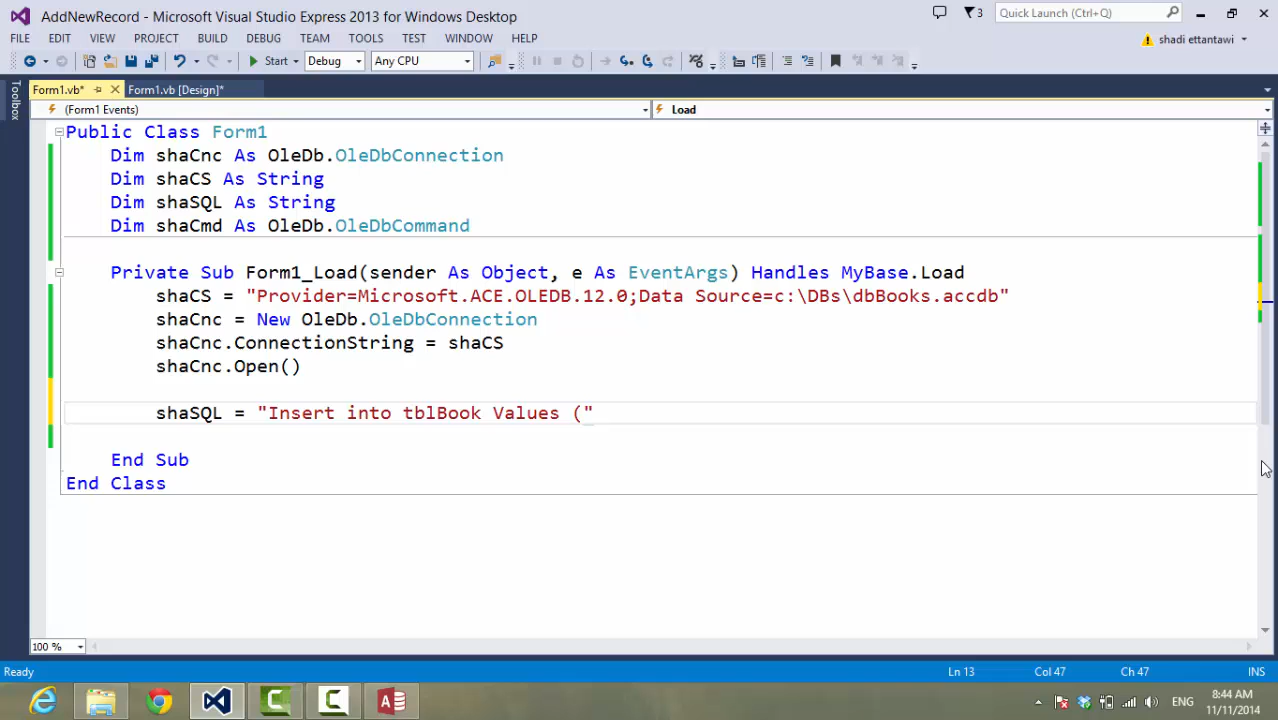 AddNewRecord - Microsoft Visual Studio Express 2013 for Windows Desktop
3
Quick Launch (Ctrl+Q)
FILE EDIT VIEW PROJECT BUILD DEBUG TEAM TOOLS TEST WINDOW HELP
shadi ettantawi
Start Debug Any CPU
Toolbox
Form1.vb* Form1.vb [Design]*
(Form1 Events) Load
Public Class Form1
Dim shaCnc As OleDb.OleDbConnection
Dim shaCS As String
Dim shaSQL As String
Dim shaCmd As OleDb.OleDbCommand
Private Sub Form1_Load(sender As Object, e As EventArgs) Handles MyBase.Load
shaCS = "Provider=Microsoft.ACE.OLEDB.12.0;Data Source=c:\DBs\dbBooks.accdb"
shaCnc = New OleDb.OleDbConnection
shaCnc.ConnectionString = shaCS
shaCnc.Open()
shaSQL = "Insert into tblBook Values ("
End Sub
End Class
100 %
Ready Ln 13 Col 47 Ch 47 INS
ENG
8:44 AM
11/11/2014